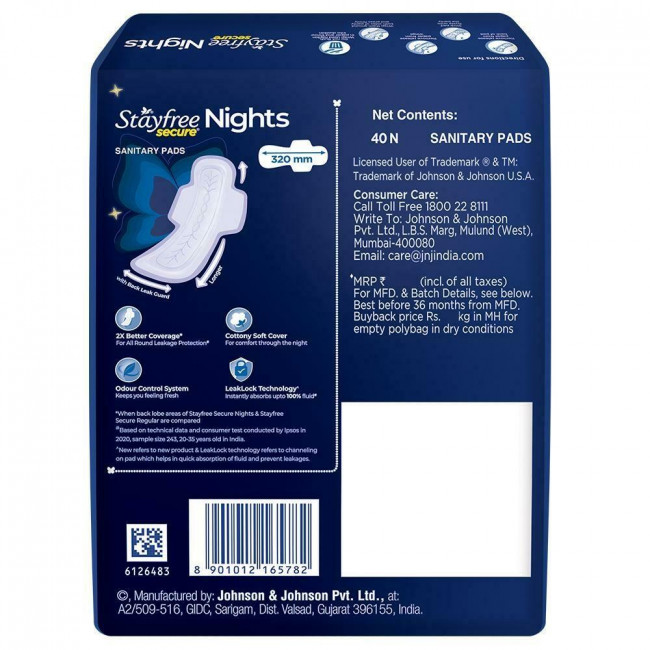 Stayfree Nights
secure
Directions for use
Stayfree Nights
secure®
SANITARY PADS
320 mm
with Back Leak Guard
Longer
2X Better Coverage*
For All Round Leakage Protection^
Cottony Soft Cover
For comfort through the night
Odour Control System
Keeps you feeling fresh
LeakLock Technology^
Instantly absorbs upto 100% fluid#
*When back lobe areas of Stayfree Secure Nights & Stayfree
Secure Regular are compared
#Based on technical data and consumer test conducted by Ipsos in
2020, sample size 243, 20-35 years old in India.
^New refers to new product & LeakLock technology refers to channeling
on pad which helps in quick absorption of fluid and prevent leakages.
Net Contents:
40 N SANITARY PADS
Licensed User of Trademark ® & TM:
Trademark of Johnson & Johnson U.S.A.
Consumer Care:
Call Toll Free 1800 22 8111
Write To: Johnson & Johnson
Pvt. Ltd., L.B.S. Marg, Mulund (West),
Mumbai-400080
Email: care@jnjindia.com
*MRP ₹ (incl. of all taxes)
For MFD. & Batch Details, see below.
Best before 36 months from MFD.
Buyback price Rs. kg in MH for
empty polybag in dry conditions
6126483
8 901012 165782
©, Manufactured by: Johnson & Johnson Pvt. Ltd., at:
A2/509-516, GIDC, Sarigam, Dist. Valsad, Gujarat 396155, India.